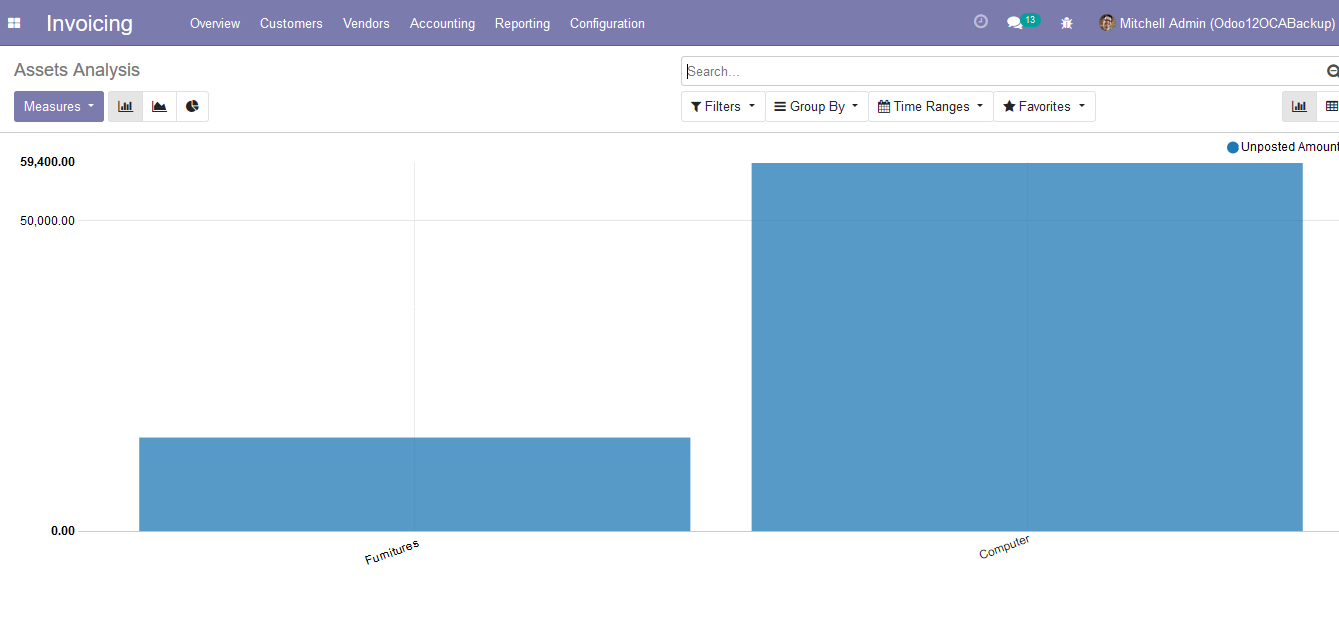 Invoicing Overview Customers Vendors Accounting Reporting Configuration 13 Mitchell Admin (Odoo12OCABackup)
Assets Analysis
Search...
Measures Filters Group By Time Ranges Favorites
Unposted Amount
59,400.00
50,000.00
0.00
Furnitures Computer